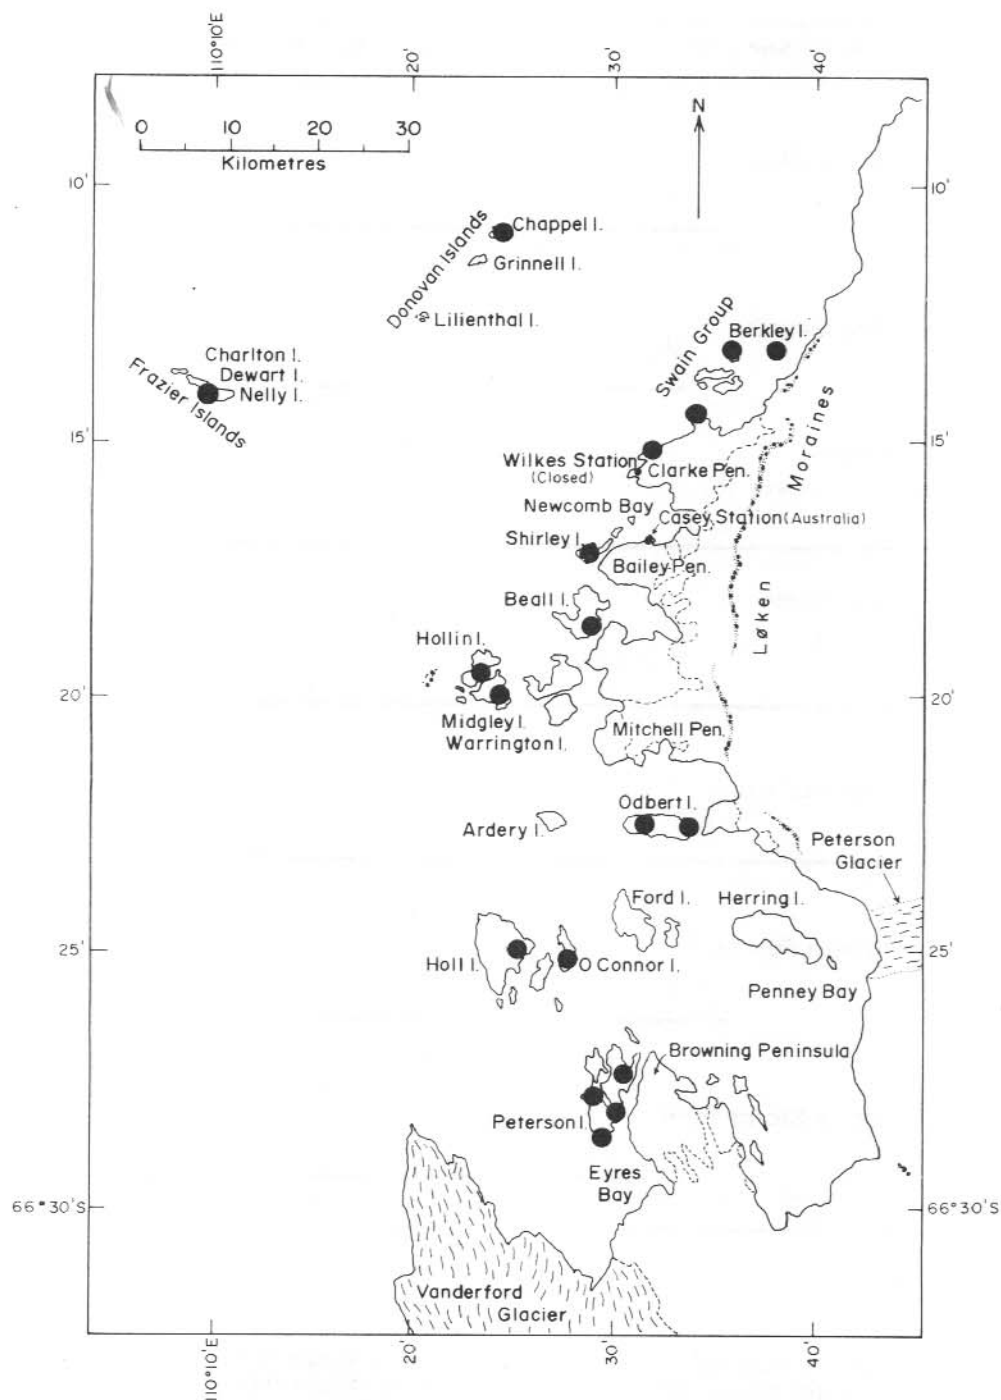 110°10'E
20'
30'
40'
N
0 10 20 30
Kilometres
10'
10'
Donovan Islands
Chappel I.
Grinnell I.
Lilienthal I.
Swain Group
Berkley I.
Charlton I.
Dewart I.
Nelly I.
Frazier Islands
Moraines
15'
15'
Wilkes Station
(Closed)
Clarke Pen.
Newcomb Bay
Casey Station (Australia)
Shirley I.
Bailey Pen.
Beall I.
Løken
Hollin I.
20'
20'
Midgley I.
Warrington I.
Mitchell Pen.
Odbert I.
Ardery I.
Peterson
Glacier
Ford I.
Herring I.
25'
25'
Holl I.
O Connor I.
Penney Bay
Browning Peninsula
Peterson I.
Eyres
Bay
66°30'S
66°30'S
Vanderford
Glacier
110°10'E
20'
30'
40'